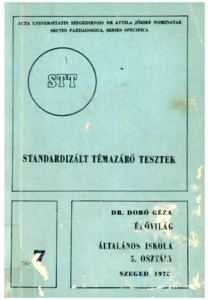 ACTA UNIVERSITATIS SZEGEDIENSIS DE ATTILA JÓZSEF NOMINATAE
SECTIO PAEDAGOGICA, SERIES SPECIFICA
STT
STANDARDIZÁLT TÉMAZÁRÓ TESZTEK
DR. DOBÓ GÉZA
ÉLŐVILÁG
ÁLTALÁNOS ISKOLA
5. OSZTÁLY
7
SZEGED,